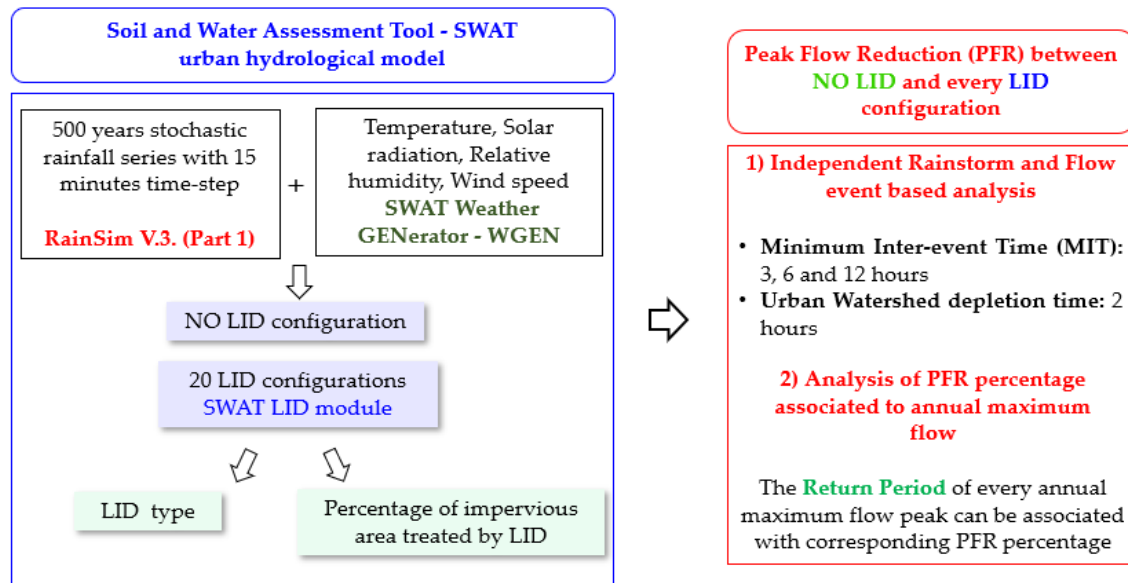 Soil and Water Assessment Tool - SWAT
urban hydrological model
500 years stochastic
rainfall series with 15
minutes time-step
RainSim V.3. (Part 1)
+
Temperature, Solar
radiation, Relative
humidity, Wind speed
SWAT Weather
GENerator - WGEN
NO LID configuration
20 LID configurations
SWAT LID module
LID type
Percentage of impervious
area treated by LID
Peak Flow Reduction (PFR) between
NO LID and every LID
configuration
1) Independent Rainstorm and Flow
event based analysis
• Minimum Inter-event Time (MIT):
3, 6 and 12 hours
• Urban Watershed depletion time: 2
hours
2) Analysis of PFR percentage
associated to annual maximum
flow
The Return Period of every annual
maximum flow peak can be associated
with corresponding PFR percentage